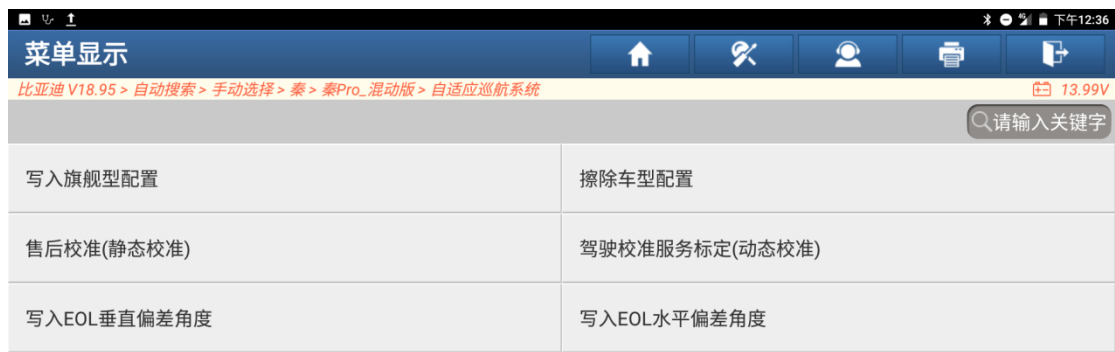 下午12:36
菜单显示
比亚迪 V18.95 > 自动搜索 > 手动选择 > 秦 > 秦Pro_混动版 > 自适应巡航系统 13.99V
请输入关键字
写入旗舰型配置 擦除车型配置
售后校准(静态校准) 驾驶校准服务标定(动态校准)
写入EOL垂直偏差角度 写入EOL水平偏差角度